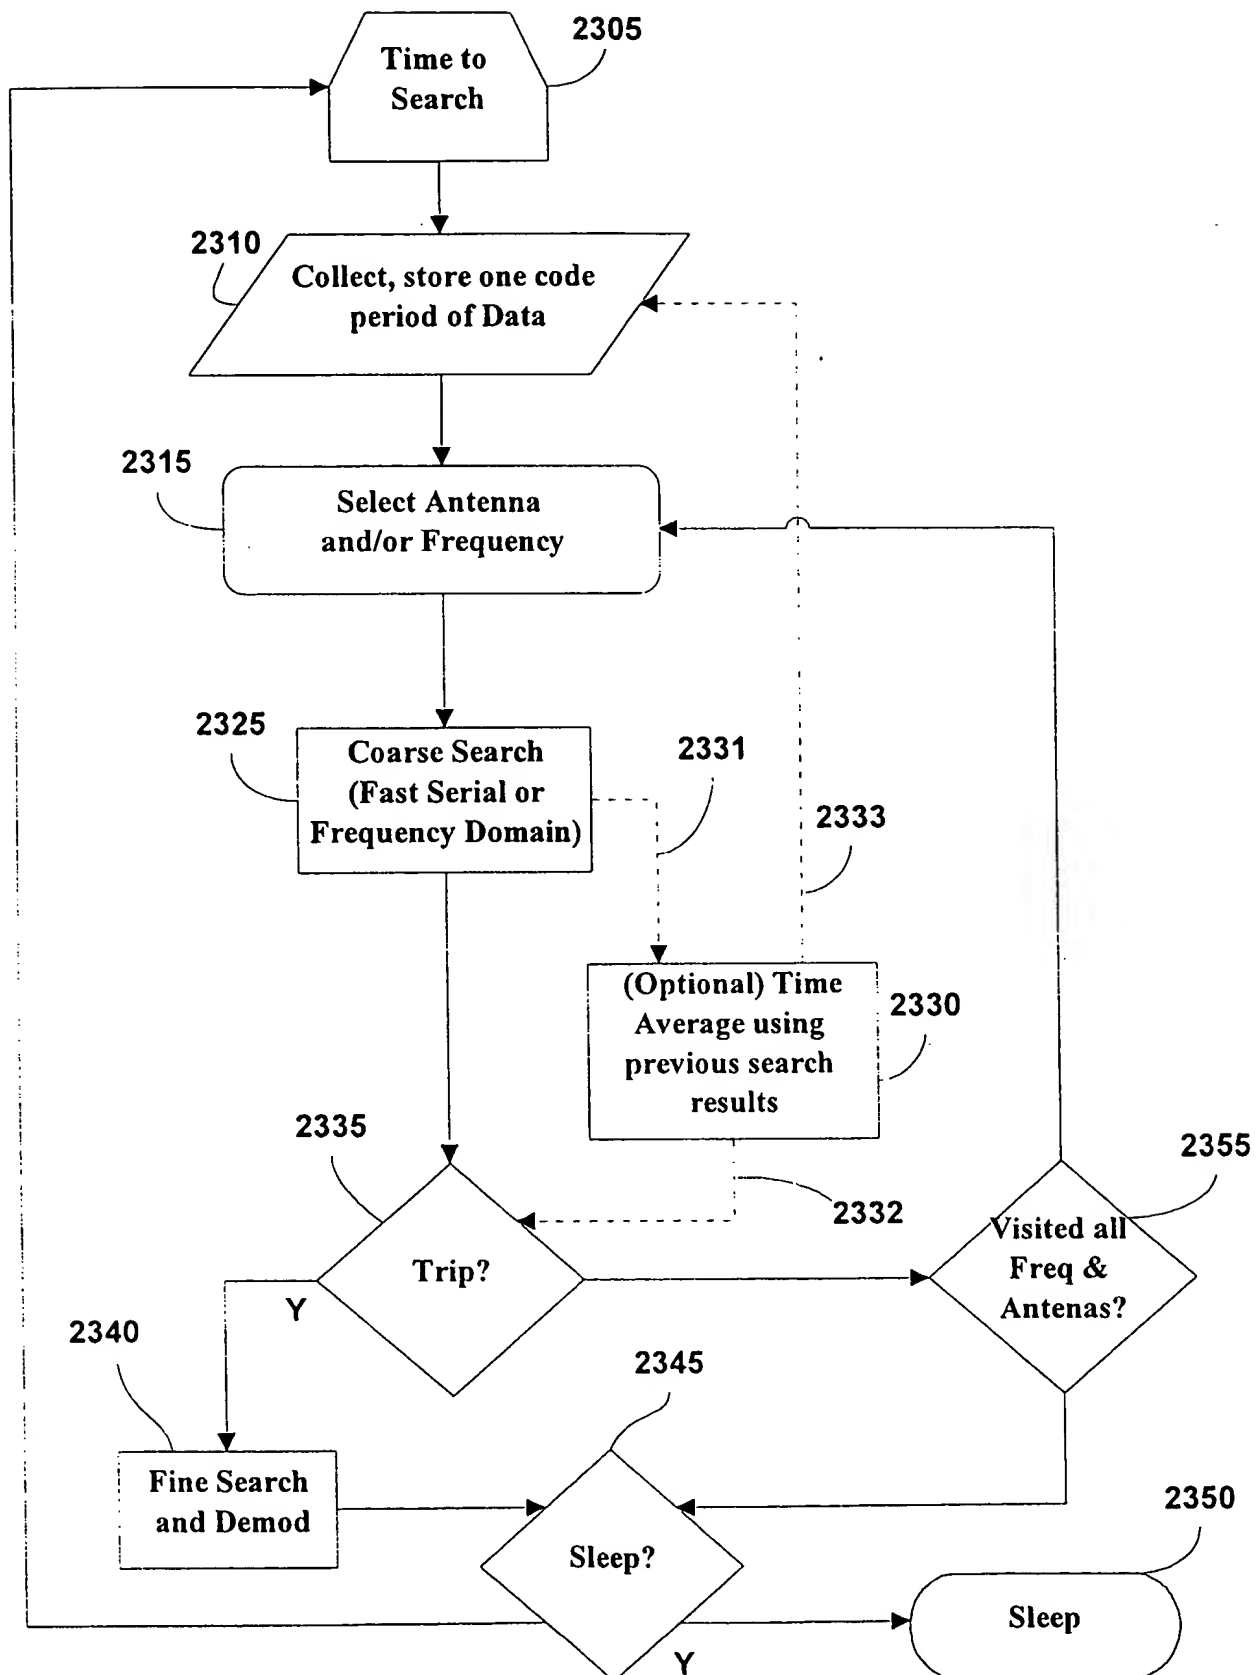 2305
Time to
Search
2310
Collect, store one code
period of Data
2315
Select Antenna
and/or Frequency
2325
Coarse Search
(Fast Serial or
Frequency Domain)
2331
2333
(Optional) Time
Average using
previous search
results
2330
2335
2332
2355
Trip?
Y
Visited all
Freq &
Antenas?
2340
2345
Fine Search
and Demod
Sleep?
Y
2350
Sleep